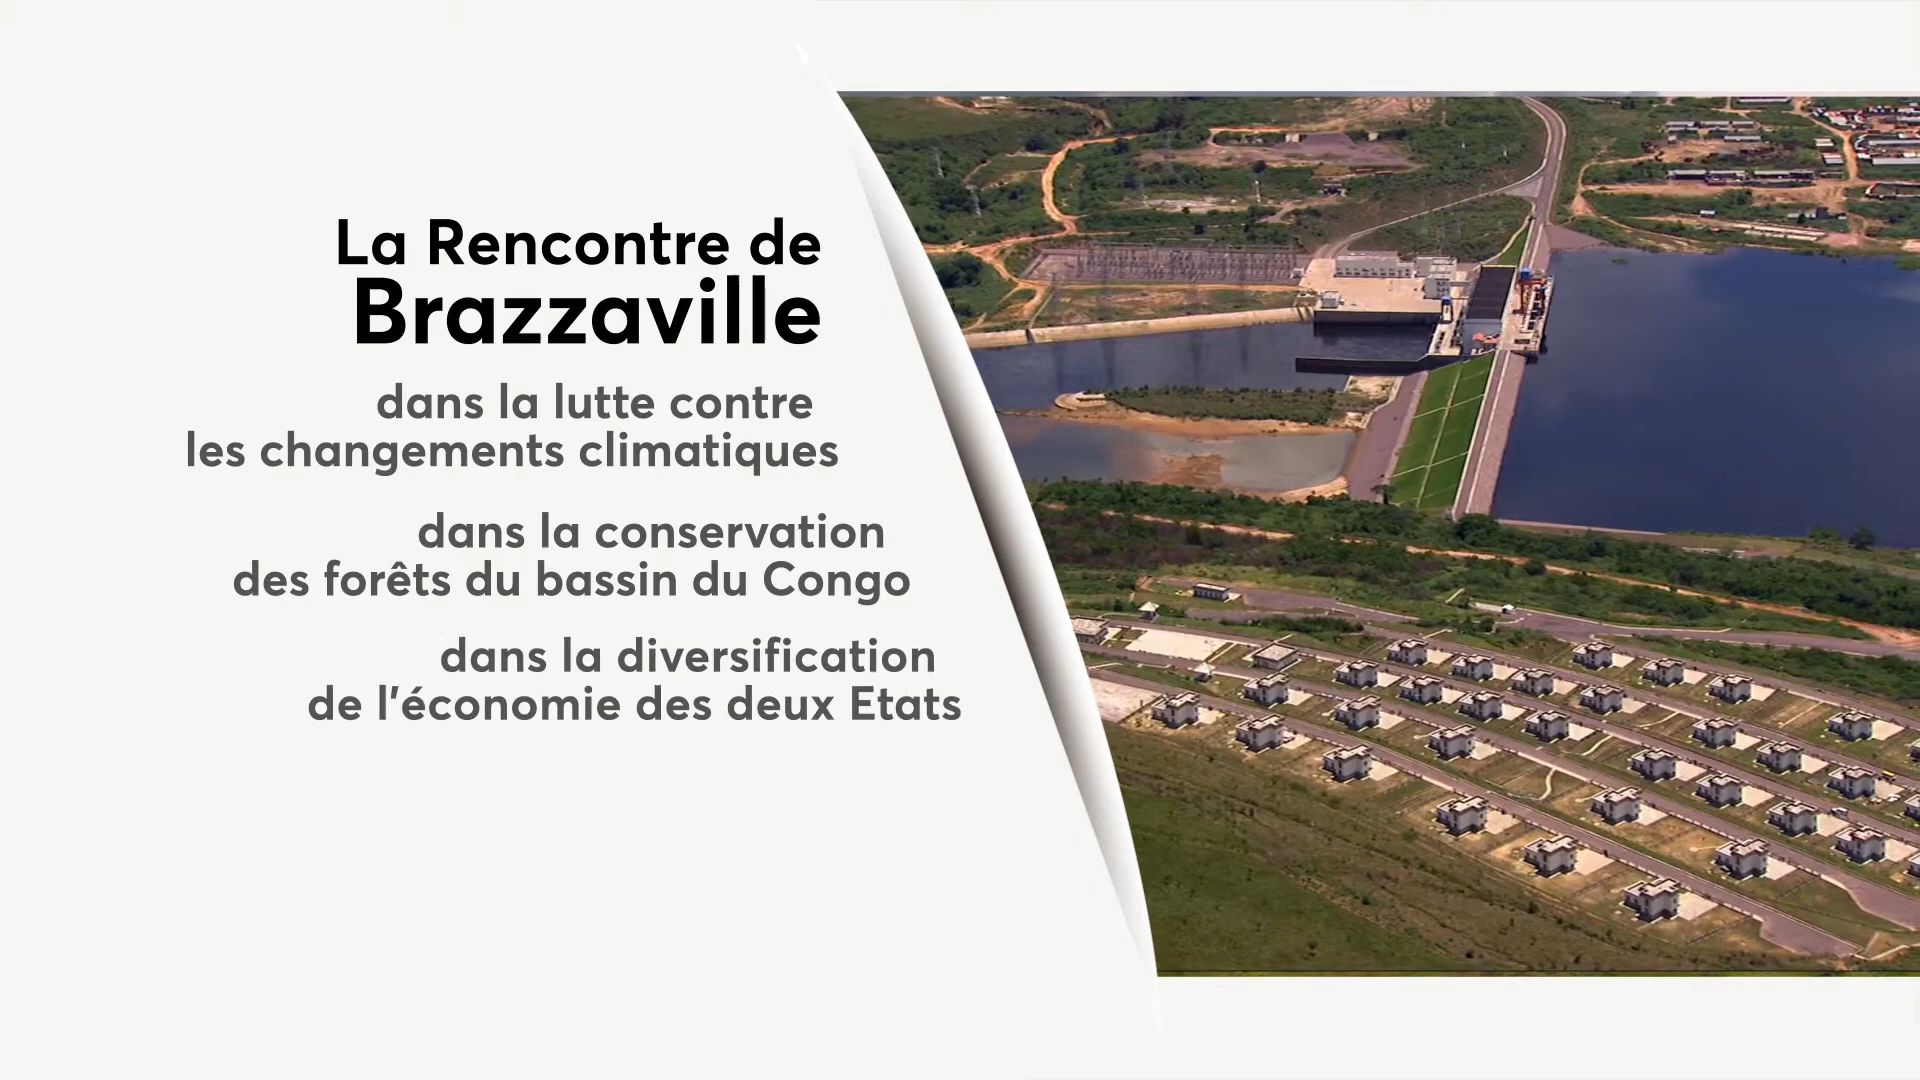 La Rencontre de
Brazzaville
dans la lutte contre
les changements climatiques
dans la conservation
des forêts du bassin du Congo
dans la diversification
de l'économie des deux Etats